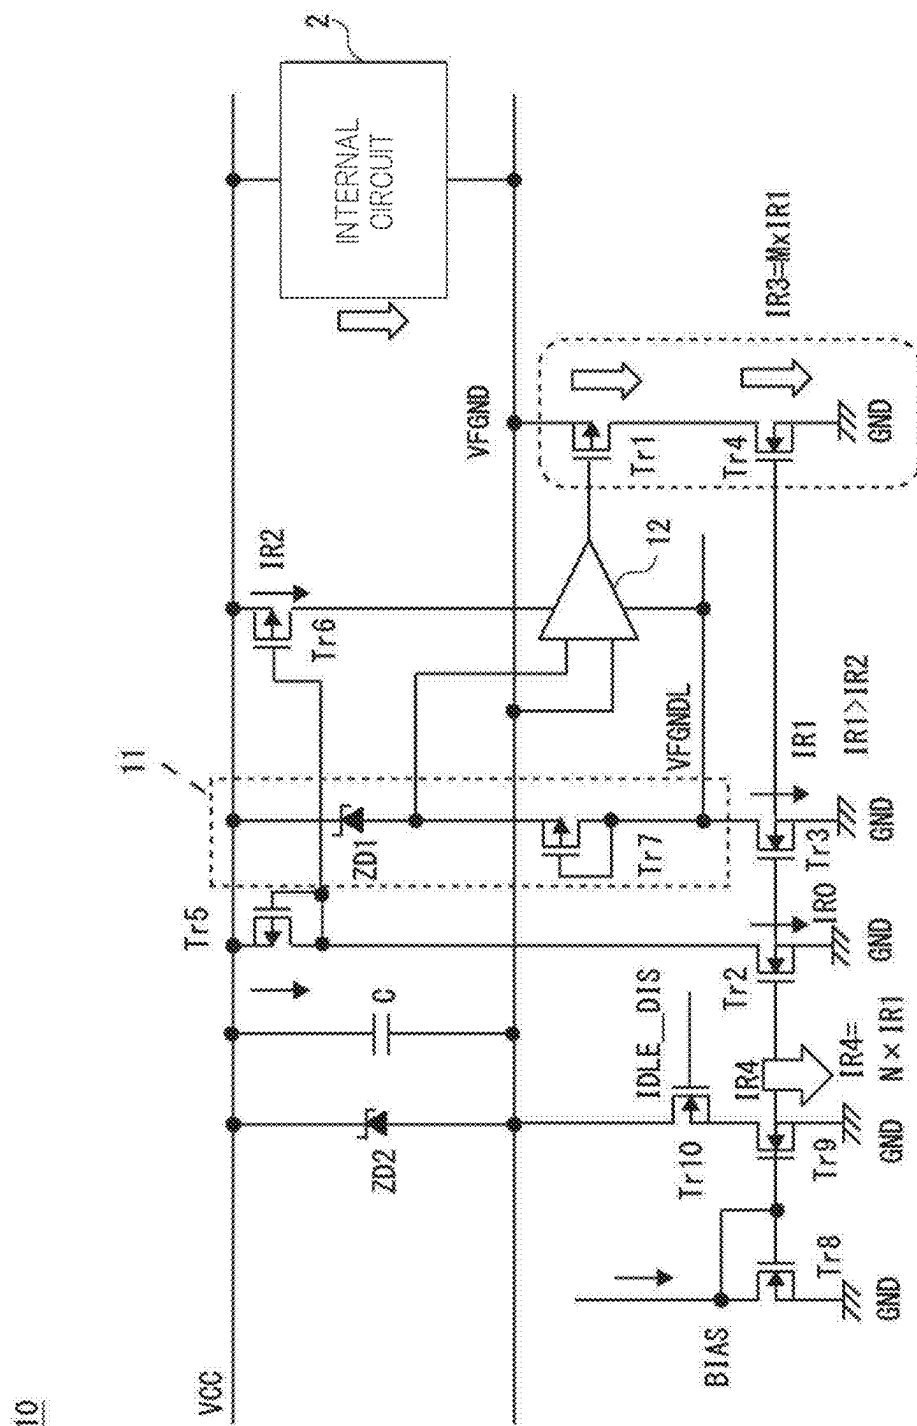 10
VCC
BIAS
Tr8
GND
ZD2
Tr10
Tr9
GND
IR4
IR4=
N×IR1
C
IDLE_DIS
Tr5
Tr2
IR0
GND
11
ZD1
Tr7
VFGNDL
Tr3
IR1
GND
IR1>IR2
Tr6
IR2
12
VFGND
Tr1
Tr4
GND
IR3=M×IR1
INTERNAL
CIRCUIT
2